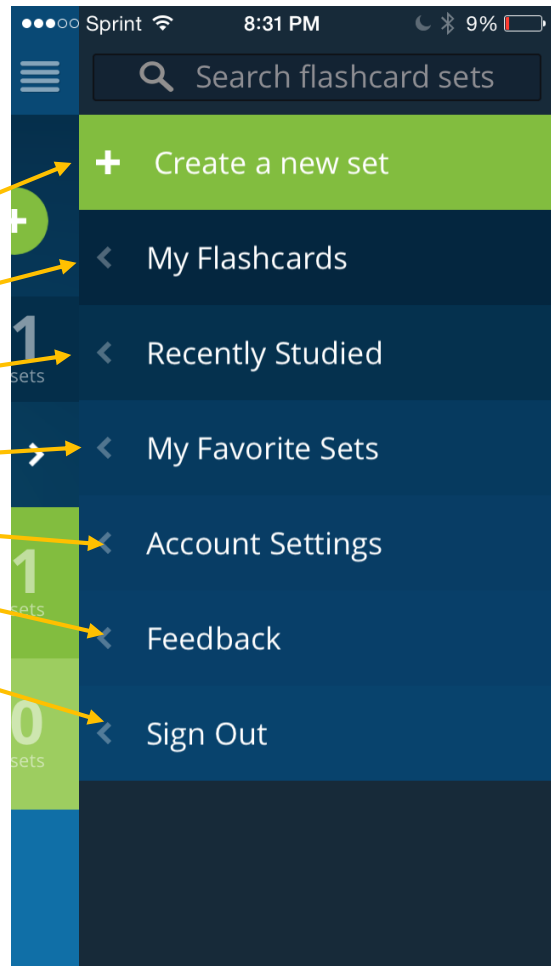 Sprint 8:31 PM 9%
Search flashcard sets
+ Create a new set
+
My Flashcards
1
sets
Recently Studied
My Favorite Sets
1
sets
Account Settings
Feedback
0
sets
Sign Out